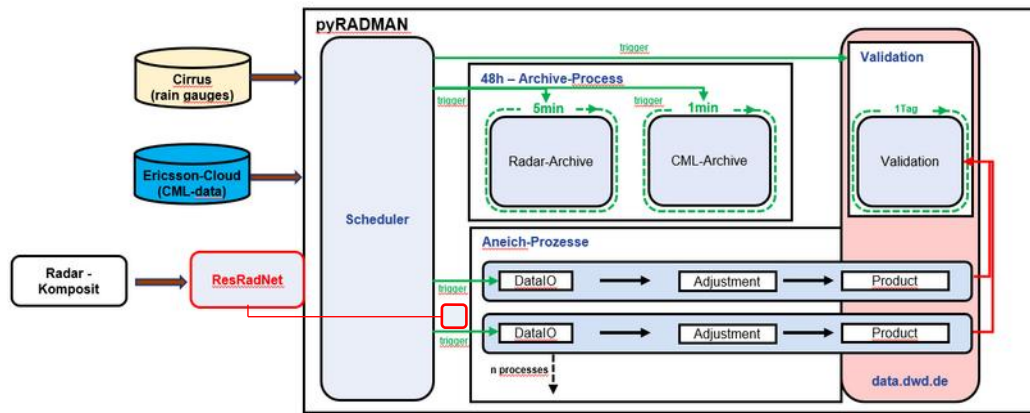 pyRADMAN
Cirrus
(rain gauges)
Ericsson-Cloud
(CML-data)
Radar -
Komposit
ResRadNet
Scheduler
trigger
48h – Archive-Process
trigger
5min
Radar-Archive
trigger
1min
CML-Archive
Validation
1Tag
Validation
Aneich-Prozesse
trigger
DataIO
Adjustment
Product
trigger
DataIO
Adjustment
Product
n processes
data.dwd.de